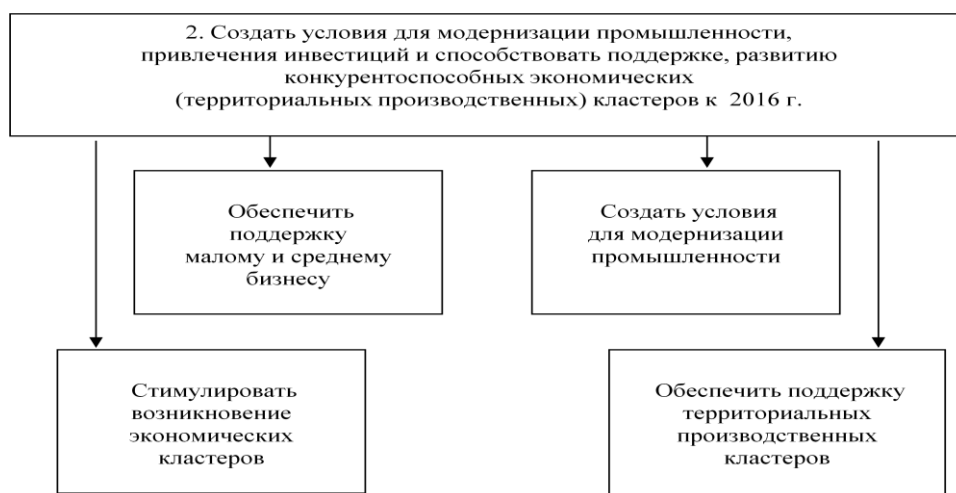 2. Создать условия для модернизации промышленности,
привлечения инвестиций и способствовать поддержке, развитию
конкурентоспособных экономических
(территориальных производственных) кластеров к 2016 г.
Обеспечить
поддержку
малому и среднему
бизнесу
Создать условия
для модернизации
промышленности
Стимулировать
возникновение
экономических
кластеров
Обеспечить поддержку
территориальных
производственных
кластеров